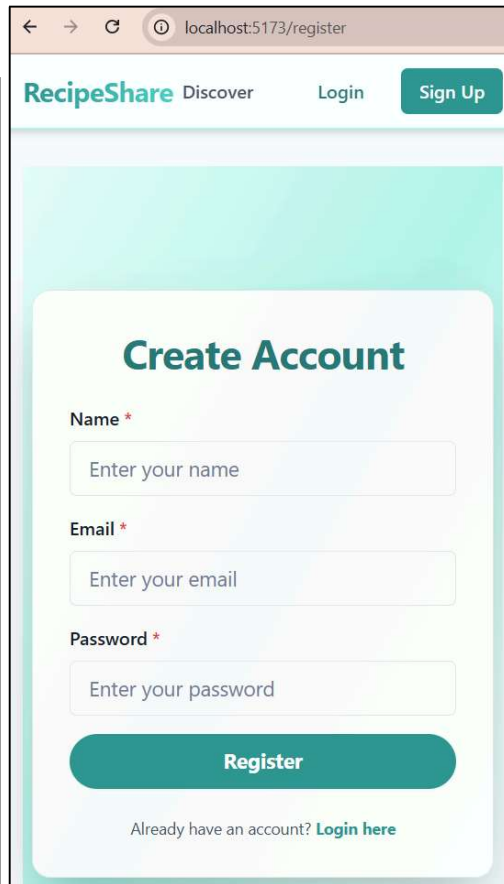 localhost:5173/register
RecipeShare Discover Login Sign Up
Create Account
Name *
Enter your name
Email *
Enter your email
Password *
Enter your password
Register
Already have an account? Login here